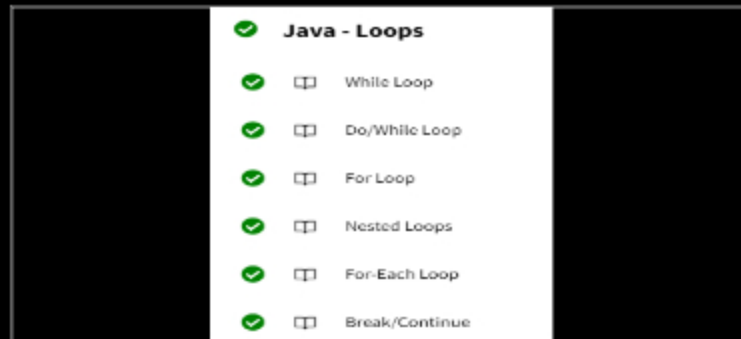 Java - Loops
While Loop
Do/While Loop
For Loop
Nested Loops
For-Each Loop
Break/Continue